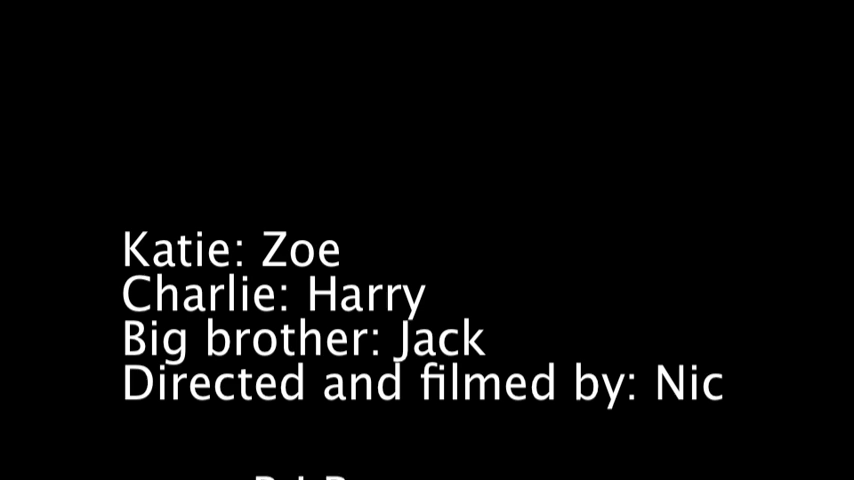 Katie: Zoe
Charlie: Harry
Big brother: Jack
Directed and filmed by: Nic